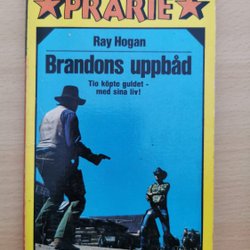 PRÄRIE
Ray Hogan
Brandons uppbåd
Tio köpte guldet -
med sina liv!